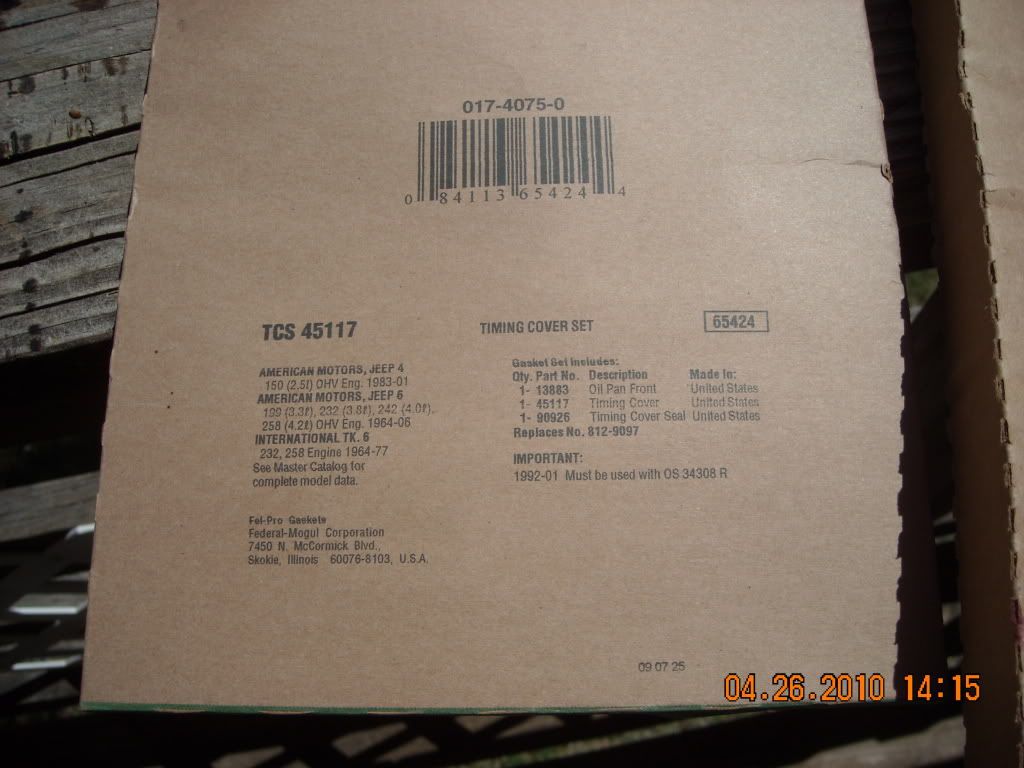 017-4075-0
0 84113 65424 4
TCS 45117
TIMING COVER SET
65424
AMERICAN MOTORS, JEEP 4
150 (2.5ℓ) OHV Eng. 1983-01
AMERICAN MOTORS, JEEP 6
199 (3.3ℓ), 232 (3.8ℓ), 242 (4.0ℓ),
258 (4.2ℓ) OHV Eng. 1964-06
INTERNATIONAL TK. 6
232, 258 Engine 1964-77
See Master Catalog for
complete model data.
Gasket Set Includes:
Qty. Part No. Description Made In:
1- 13883 Oil Pan Front United States
1- 45117 Timing Cover United States
1- 90926 Timing Cover Seal United States
Replaces No. 812-9097
IMPORTANT:
1992-01 Must be used with OS 34308 R
Fel-Pro Gaskets
Federal-Mogul Corporation
7450 N. McCormick Blvd.,
Skokie, Illinois 60076-8103, U.S.A.
09 07 25
04.26.2010 14:15